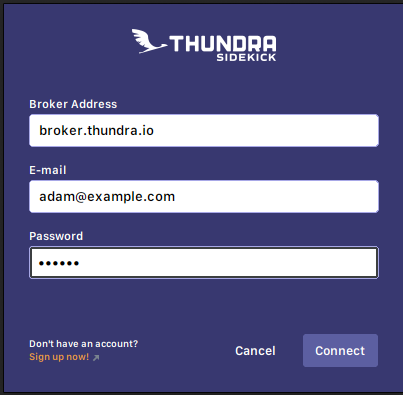 THUNDRA
SIDEKICK
Broker Address
broker.thundra.io
E-mail
adam@example.com
Password
••••••
Don't have an account?
Sign up now! ↗
Cancel
Connect